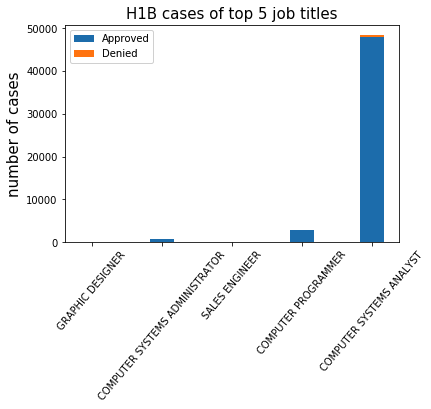 H1B cases of top 5 job titles
Approved
Denied
number of cases
50000
40000
30000
20000
10000
0
GRAPHIC DESIGNER
COMPUTER SYSTEMS ADMINISTRATOR
SALES ENGINEER
COMPUTER PROGRAMMER
COMPUTER SYSTEMS ANALYST